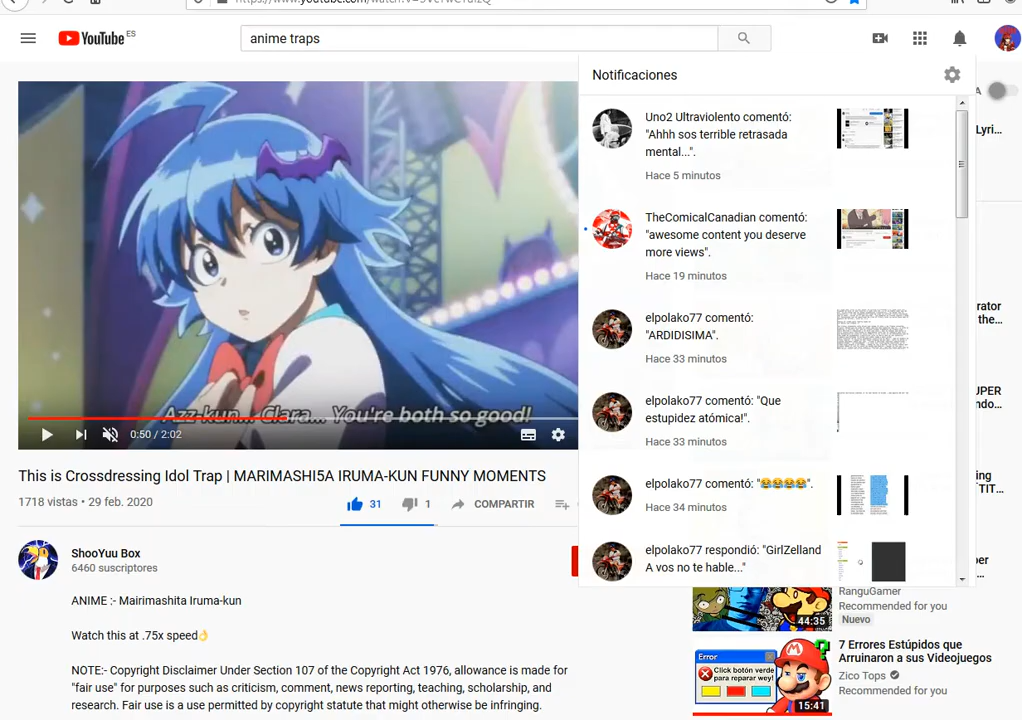 YouTube ES
anime traps
Notificaciones
Uno2 Ultravioleto comentó:
"Ahhh sos terrible retrasada
mental...".
Hace 5 minutos
TheComicalCanadian comentó:
"awesome content you deserve
more views".
Hace 19 minutos
elpolako77 comentó:
"ARDIDISIMA".
Hace 33 minutos
elpolako77 comentó: "Que
estupidez atómica!".
Hace 33 minutos
elpolako77 comentó: "😂😂😂😂".
Hace 34 minutos
elpolako77 respondió: "GirlZelland
A vos no te hable..."
Azz-kun... Clara... You're both so good!
0:50 / 2:02
This is Crossdressing Idol Trap | MARIMASHI5A IRUMA-KUN FUNNY MOMENTS
1718 vistas • 29 feb. 2020
31
1
COMPARTIR
ShooYuu Box
6460 suscriptores
ANIME :- Mairimashita Iruma-kun
Watch this at .75x speed👌
NOTE:- Copyright Disclaimer Under Section 107 of the Copyright Act 1976, allowance is made for
"fair use" for purposes such as criticism, comment, news reporting, teaching, scholarship, and
research. Fair use is a use permitted by copyright statute that might otherwise be infringing.
Lyri...
the...
RanguGamer
Recommended for you
Nuevo
44:35
7 Errores Estúpidos que
Arruinaron a sus Videojuegos
Zico Tops
Recommended for you
Error
Click botón verde
para reparar wey!
15:41